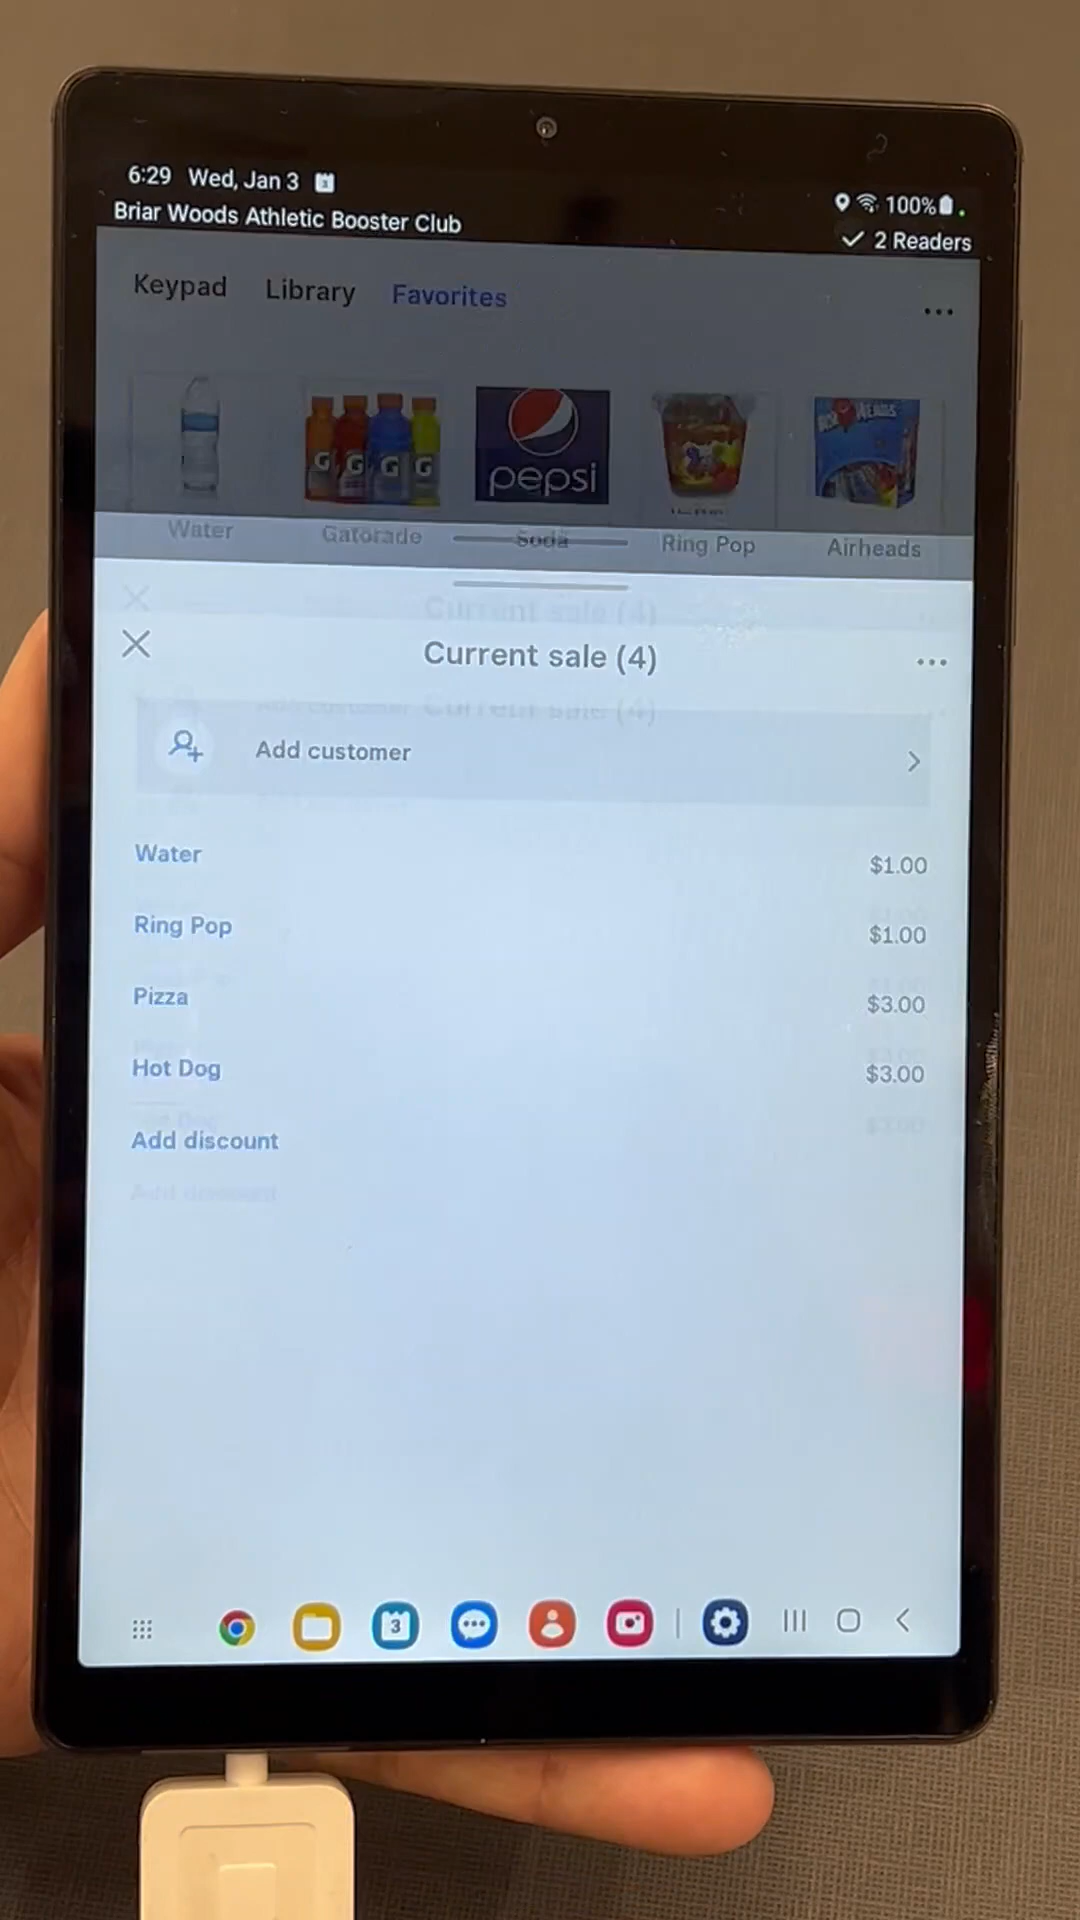 6:29 Wed, Jan 3
100%
Briar Woods Athletic Booster Club
2 Readers
Keypad Library Favorites
G G G G
pepsi
Water Gatorade Soda Ring Pop Airheads
Current sale (4)
Add customer
Water $1.00
Ring Pop $1.00
Pizza $3.00
Hot Dog $3.00
Add discount
3